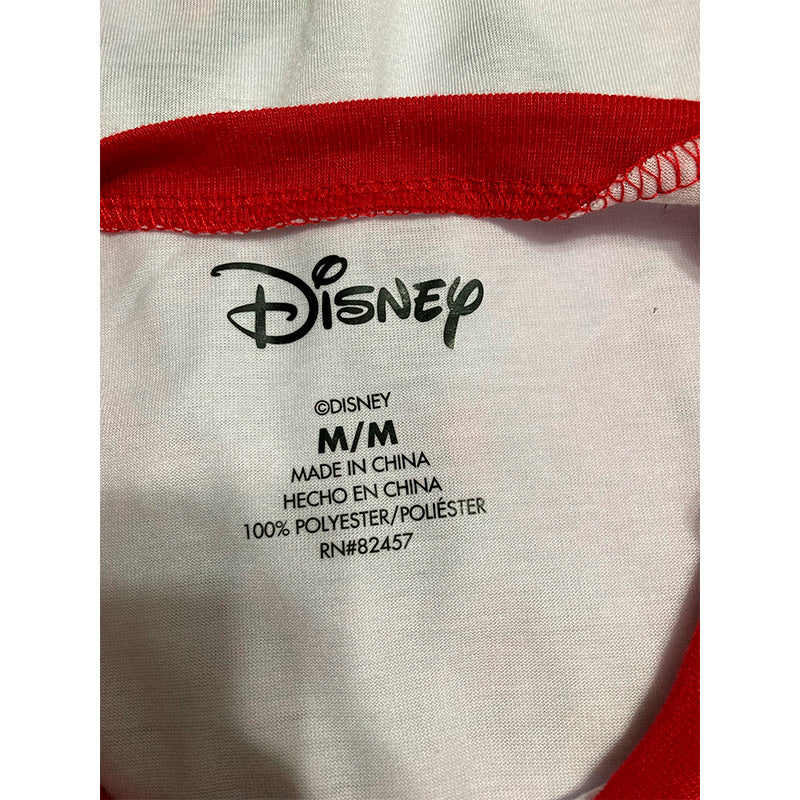 Disney
©DISNEY
M/M
MADE IN CHINA
HECHO EN CHINA
100% POLYESTER/POLIÉSTER
RN#82457